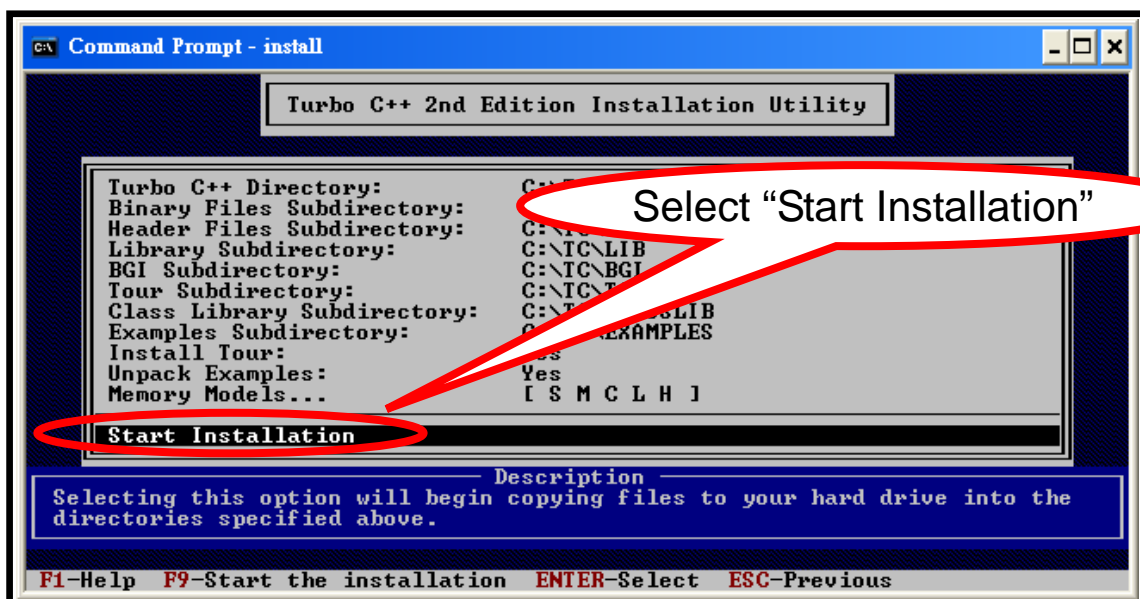 Command Prompt - install
Turbo C++ 2nd Edition Installation Utility
Turbo C++ Directory:
Binary Files Subdirectory:
Header Files Subdirectory:
Library Subdirectory: C:\TC\LIB
BGI Subdirectory: C:\TC\BGI
Tour Subdirectory:
Class Library Subdirectory:
Examples Subdirectory:
Install Tour:
Unpack Examples: Yes
Memory Models... [ S M C L H ]
Start Installation
Select “Start Installation”
Description
Selecting this option will begin copying files to your hard drive into the
directories specified above.
F1-Help F9-Start the installation ENTER-Select ESC-Previous